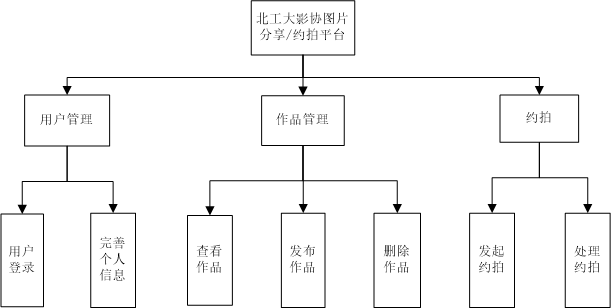 北工大影协图片
分享/约拍平台
用户管理
作品管理
约拍
用户
登录
完善
个人
信息
查看
作品
发布
作品
删除
作品
发起
约拍
处理
约拍